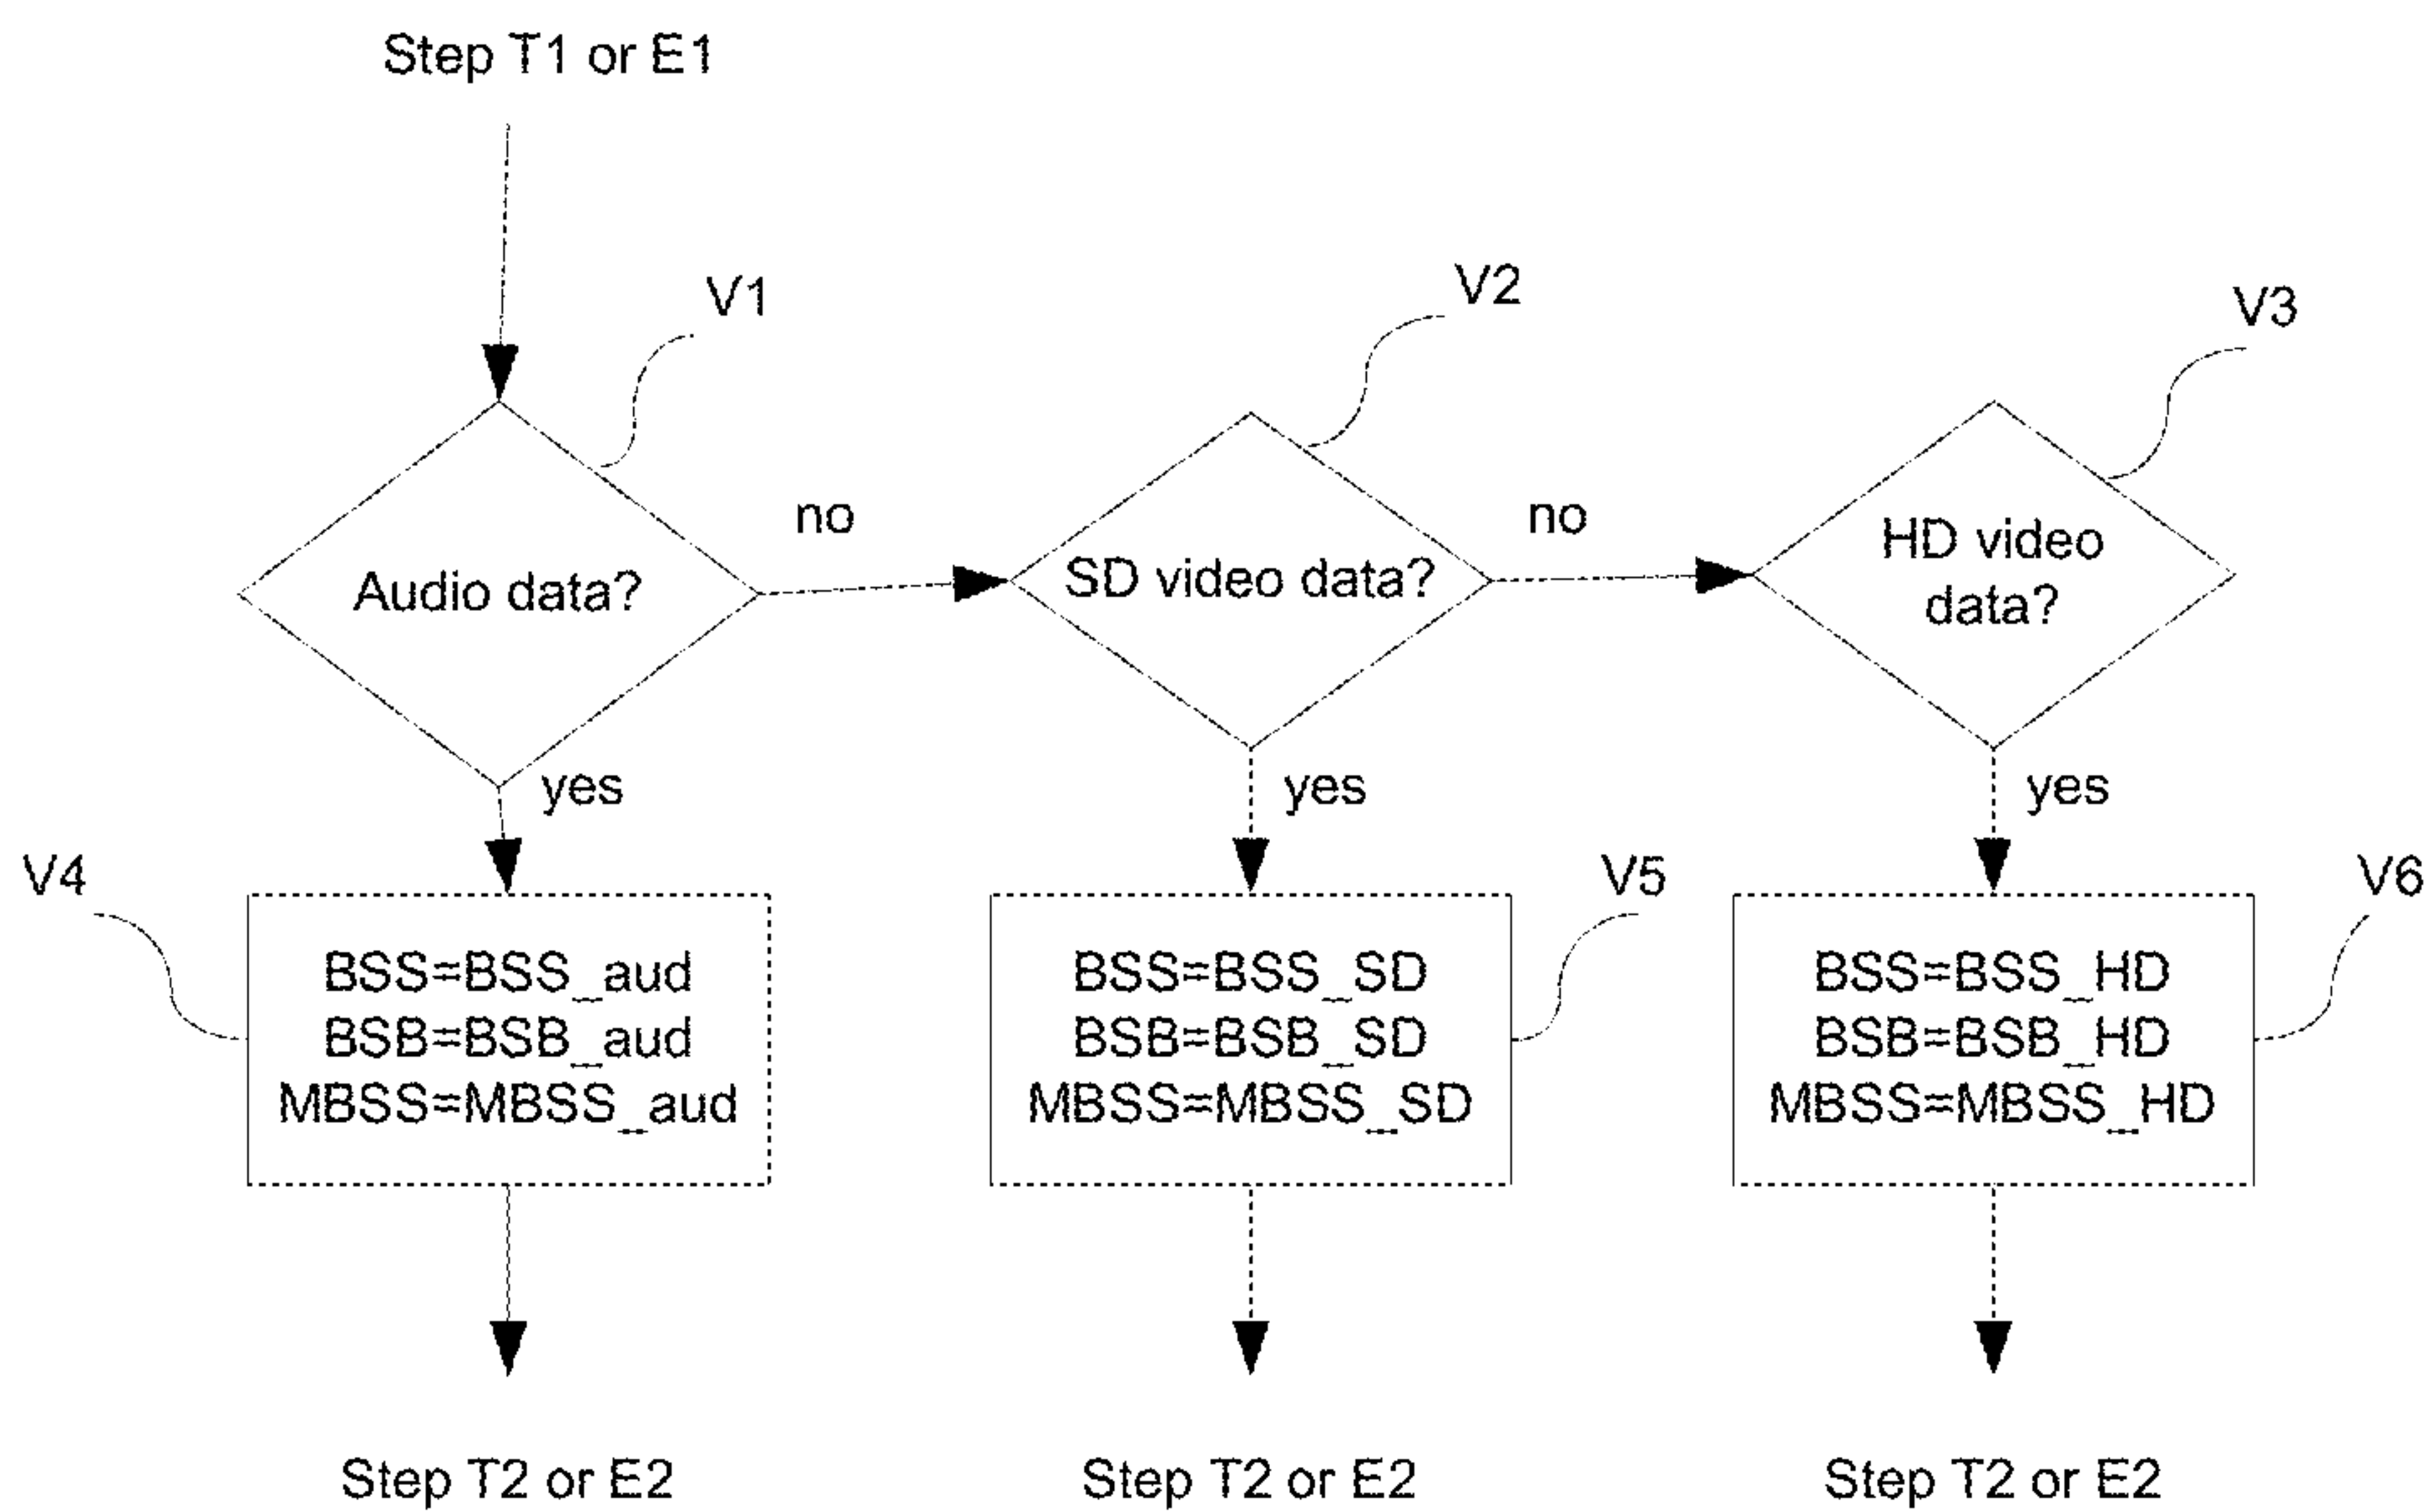 Step T1 or E1
V1
V2
V3
Audio data?
no
SD video data?
no
HD video
data?
yes
yes
yes
V4
V5
V6
BSS=BSS_aud
BSB=BSB_aud
MBSS=MBSS_aud
BSS=BSS_SD
BSB=BSB_SD
MBSS=MBSS_SD
BSS=BSS_HD
BSB=BSB_HD
MBSS=MBSS_HD
Step T2 or E2
Step T2 or E2
Step T2 or E2